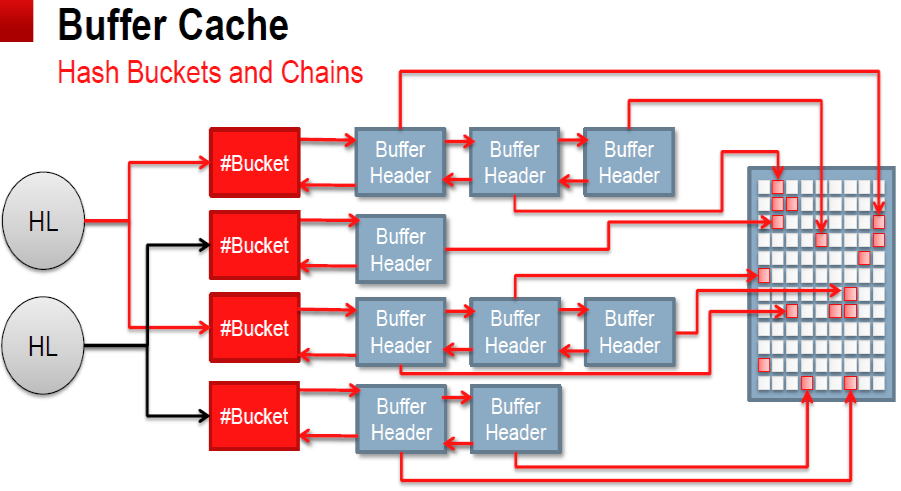 Buffer Cache
Hash Buckets and Chains
#Bucket
Buffer
Header
Buffer
Header
Buffer
Header
HL
#Bucket
Buffer
Header
HL
#Bucket
Buffer
Header
Buffer
Header
Buffer
Header
#Bucket
Buffer
Header
Buffer
Header